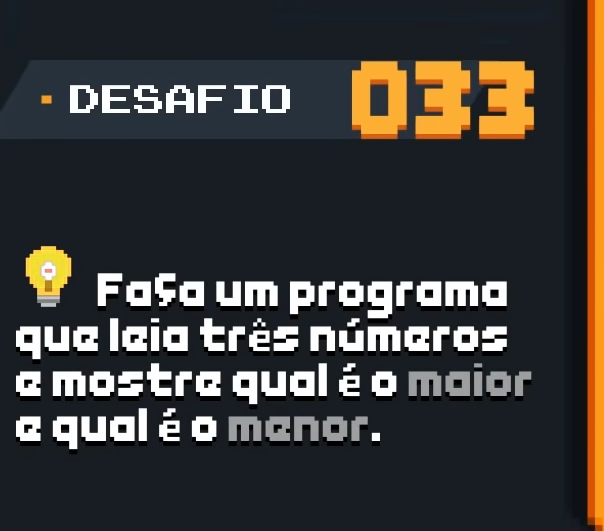 DESAFIO 033
Faça um programa
que leia três números
e mostre qual é o maior
e qual é o menor.